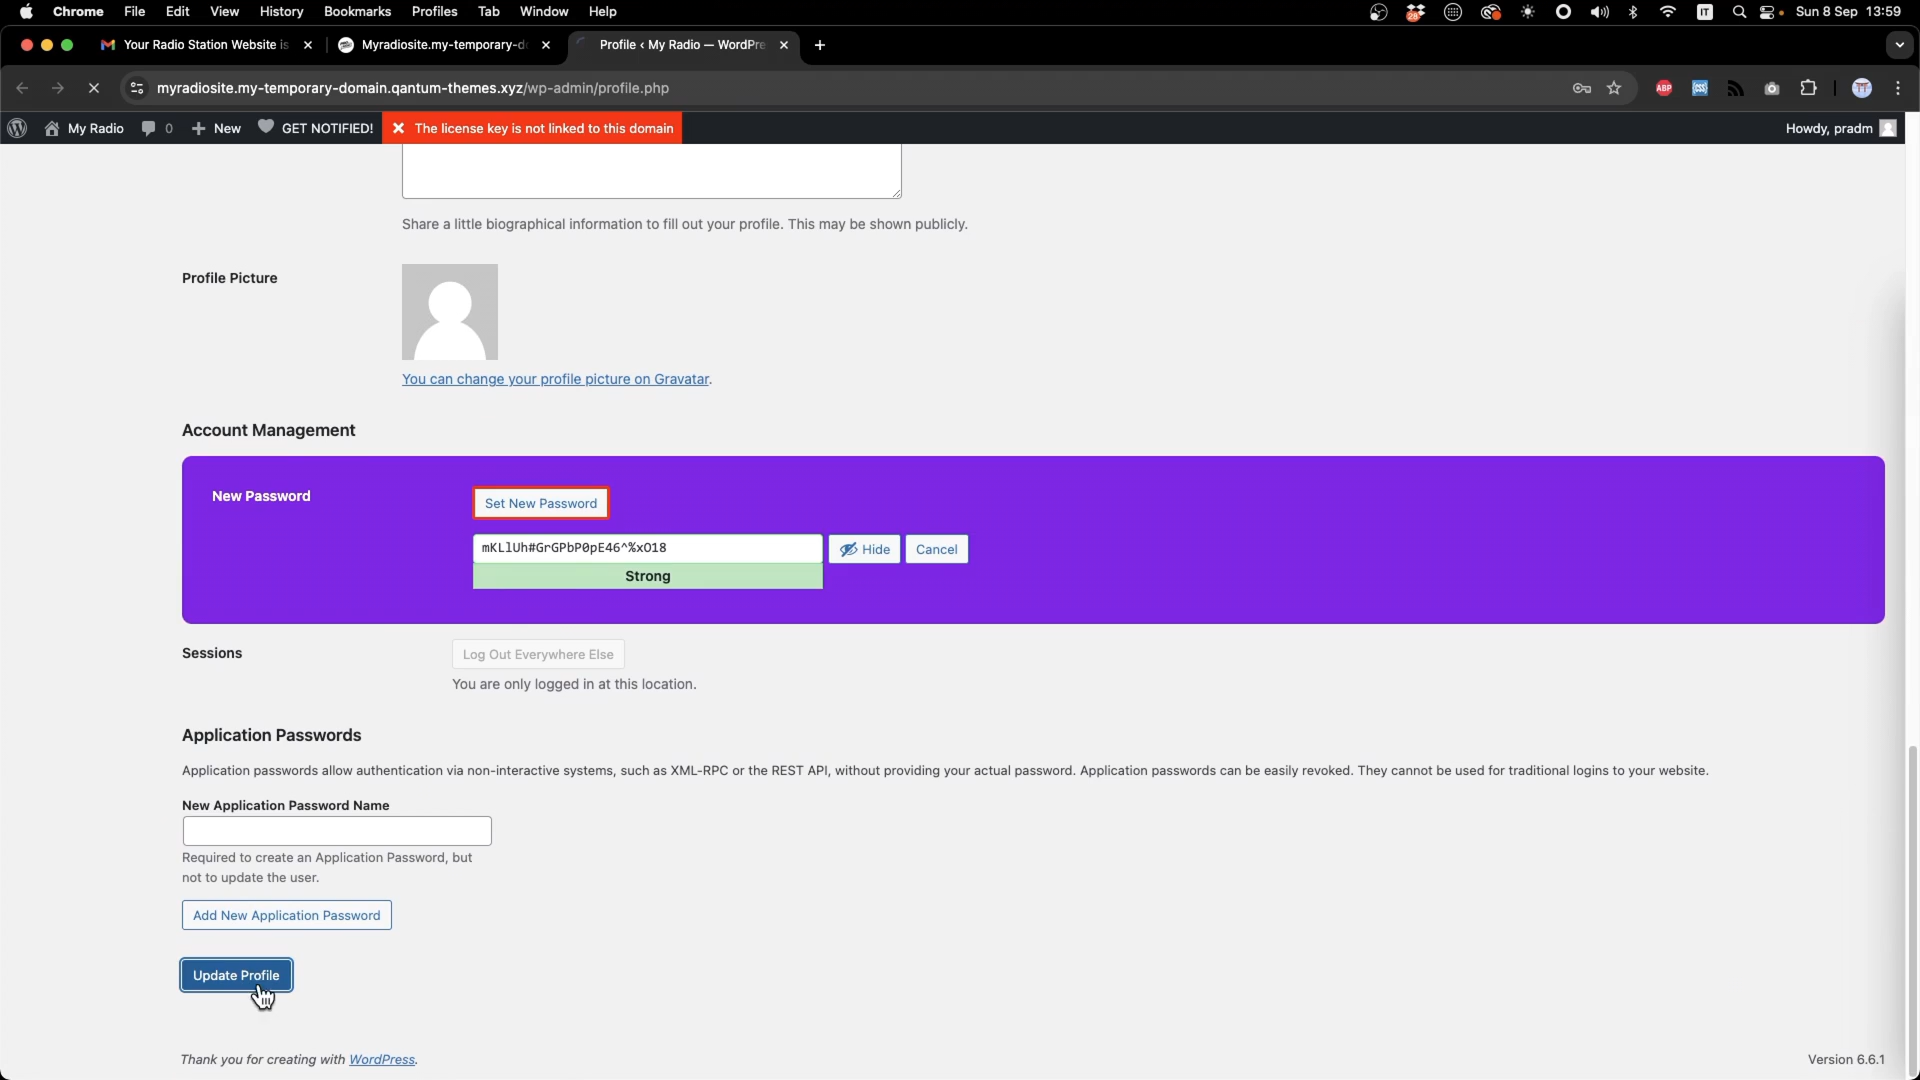 Chrome File Edit View History Bookmarks Profiles Tab Window Help
28 IT Sun 8 Sep 13:59
Your Radio Station Website is
Myradiosite.my-temporary-d
Profile ‹ My Radio — WordPre
myradiosite.my-temporary-domain.qantum-themes.xyz/wp-admin/profile.php
ABP
CSS
My Radio 0 New GET NOTIFIED! The license key is not linked to this domain Howdy, pradm
Share a little biographical information to fill out your profile. This may be shown publicly.
Profile Picture
You can change your profile picture on Gravatar.
Account Management
New Password
Set New Password
mKLlUh#GrGPbP0pE46^%xO18
Hide
Cancel
Strong
Sessions
Log Out Everywhere Else
You are only logged in at this location.
Application Passwords
Application passwords allow authentication via non-interactive systems, such as XML-RPC or the REST API, without providing your actual password. Application passwords can be easily revoked. They cannot be used for traditional logins to your website.
New Application Password Name
Required to create an Application Password, but
not to update the user.
Add New Application Password
Update Profile
Thank you for creating with WordPress.
Version 6.6.1